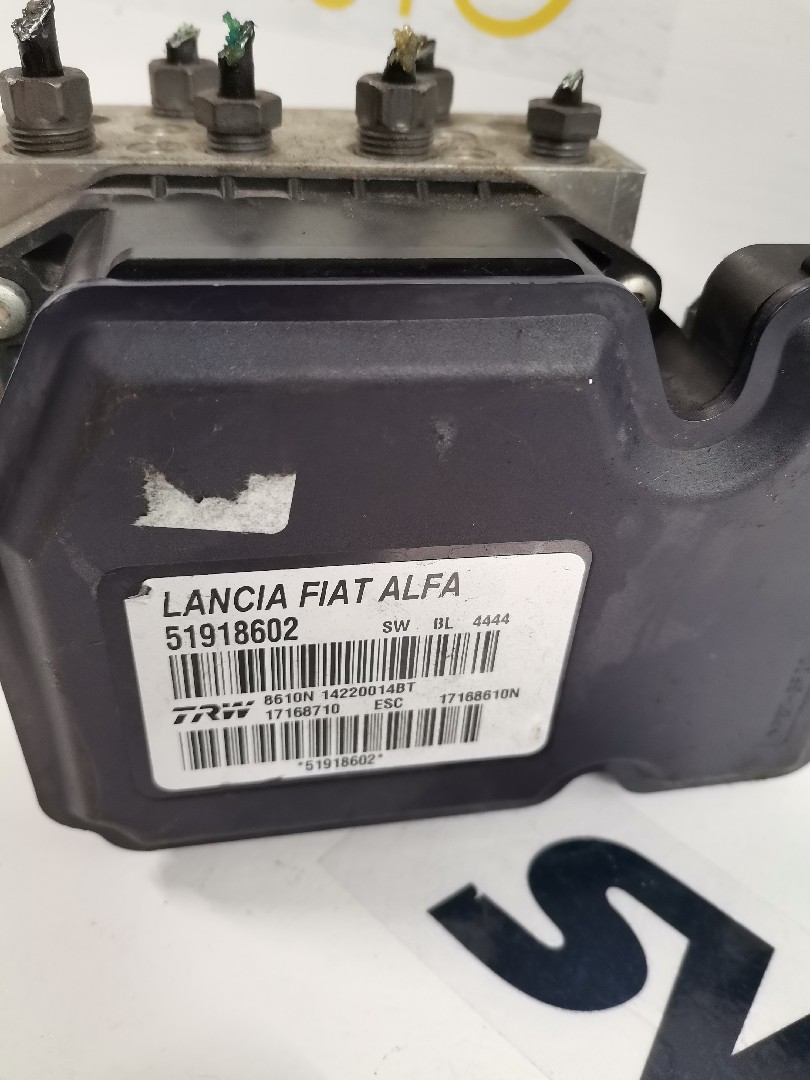 LANCIA FIAT ALFA
51918602 SW BL 4444
8610N 14220014BT
TRW 17168710 ESC 17168610N
*51918602*